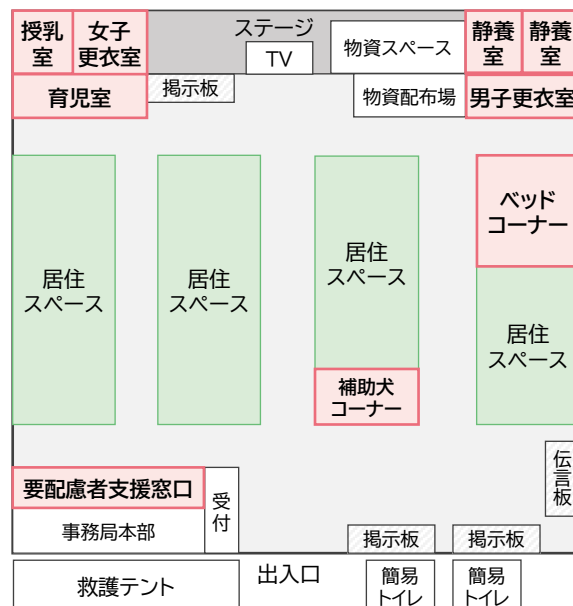 授乳
室
女子
更衣室
ステージ
TV
物資スペース
静養
室
静養
室
育児室
掲示板
物資配布場
男子更衣室
居住
スペース
居住
スペース
居住
スペース
ベッド
コーナー
居住
スペース
補助犬
コーナー
要配慮者支援窓口
受
付
事務局本部
伝
言
板
掲示板
掲示板
救護テント
出入口
簡易
トイレ
簡易
トイレ